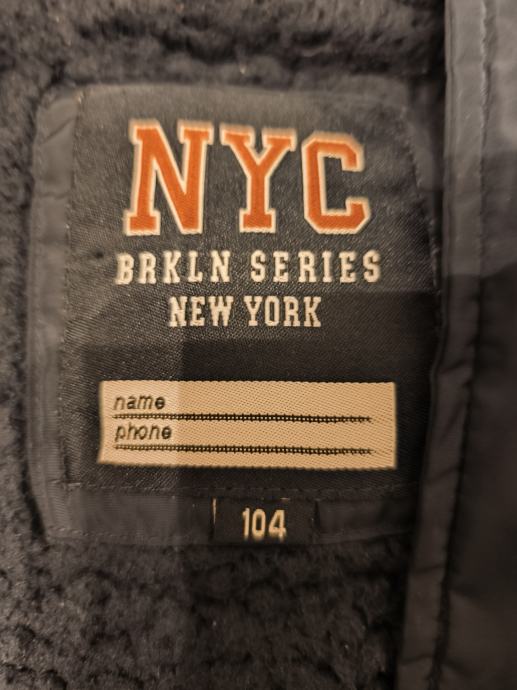 NYC
BRKLN SERIES
NEW YORK
name
phone
104